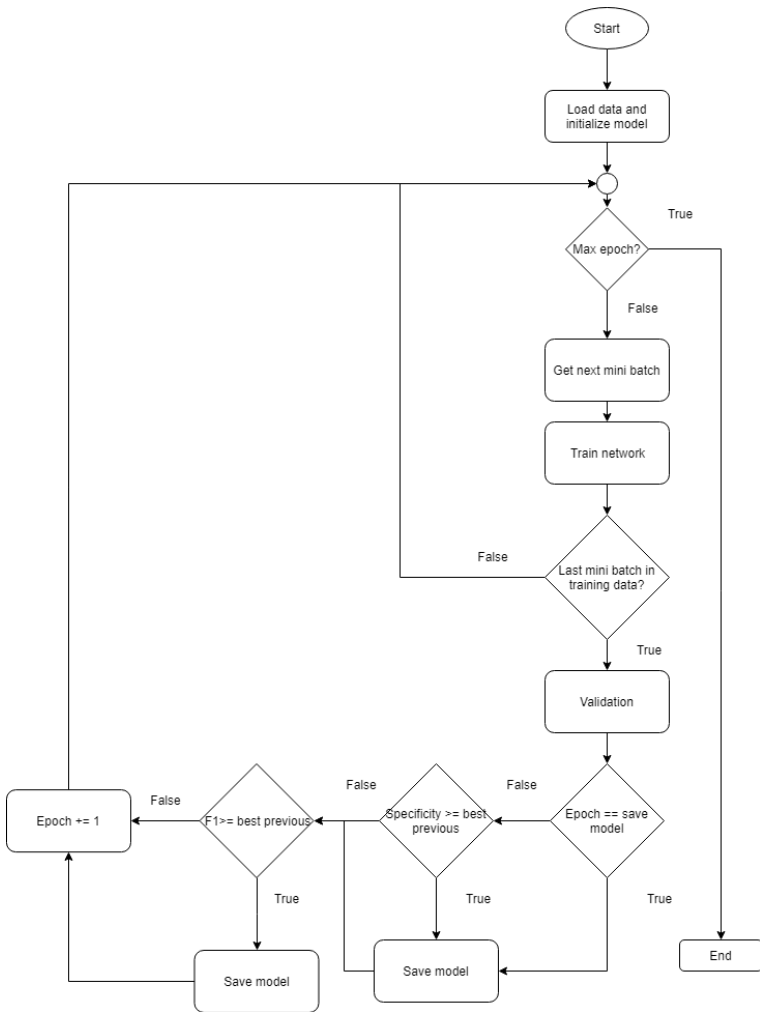 Start
Load data and
initialize model
True
Max epoch?
False
Get next mini batch
Train network
False
Last mini batch in
training data?
True
Validation
False
False
False
Epoch += 1
F1>= best previous
Specificity >= best
previous
Epoch == save
model
True
True
True
Save model
Save model
End